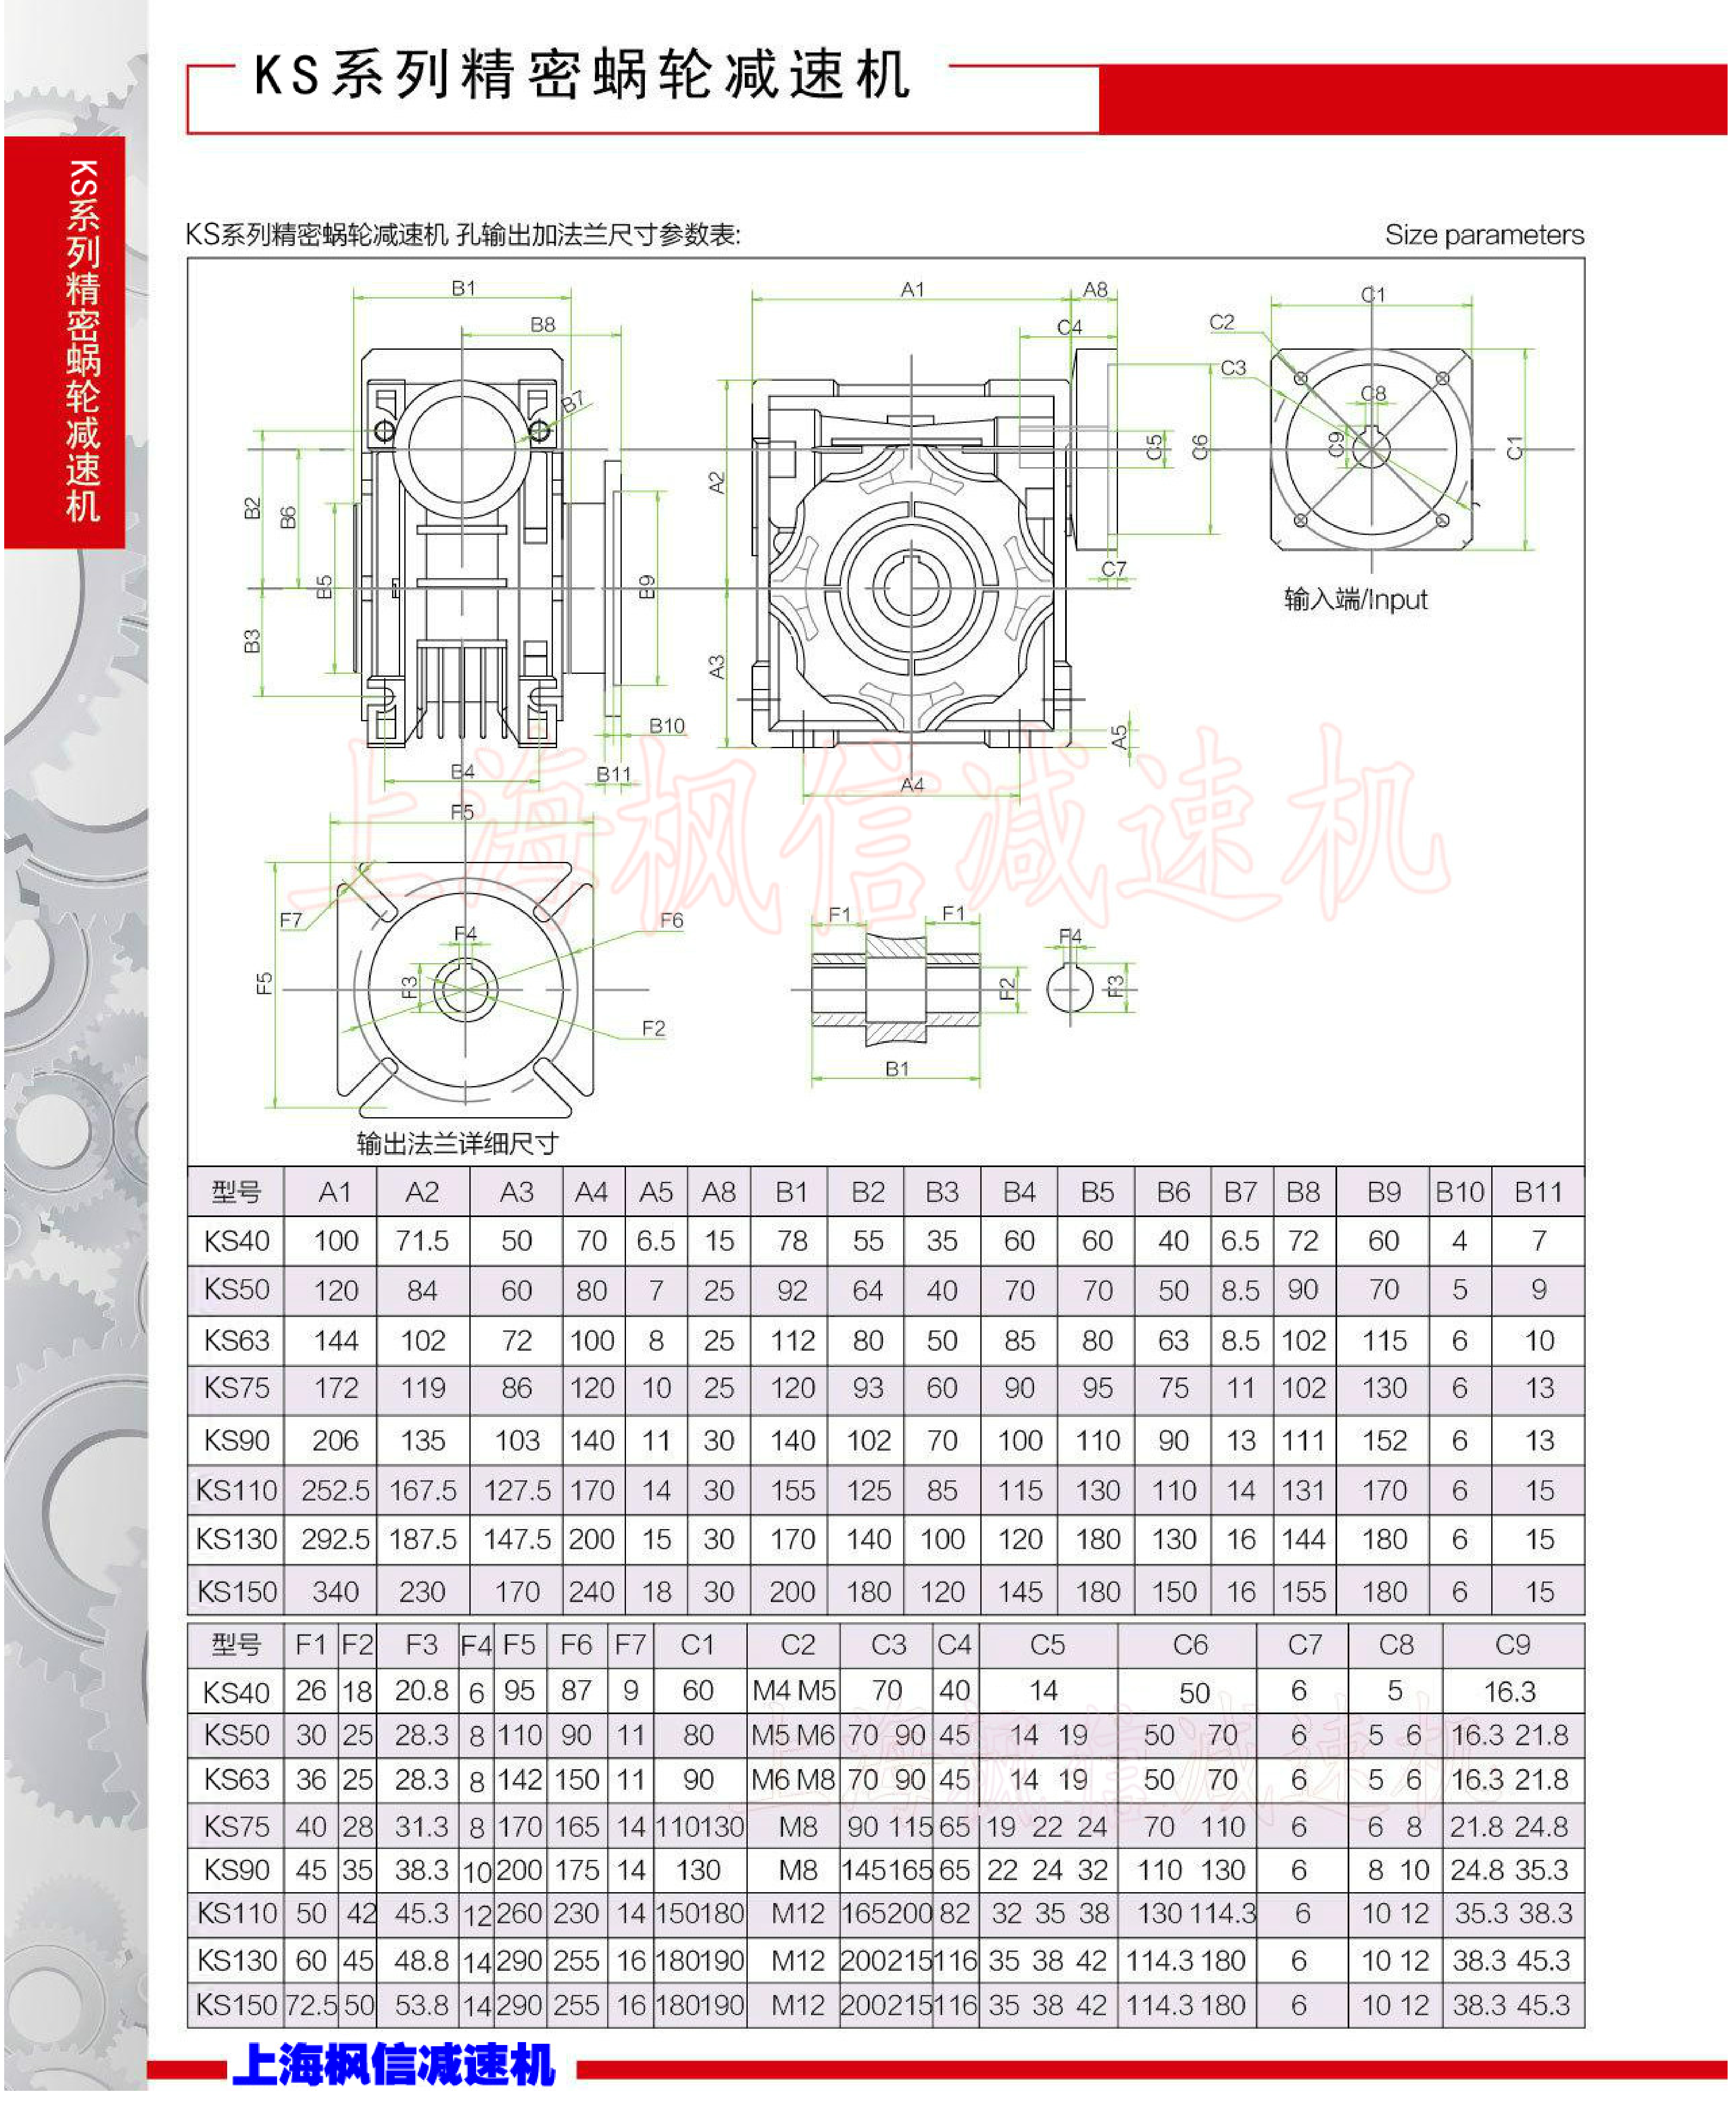 KS系列精密蜗轮减速机
KS系列精密蜗轮减速机
KS系列精密蜗轮减速机 孔输出加法兰尺寸参数表:
Size parameters
B1
B8
B7
B2
B6
B5
B3
B9
B10
B4
B11
A1
A8
C4
A2
C5
C6
C7
A3
A5
A4
C1
C2
C3
C8
C9
C1
输入端/Input
上海枫信减速机
F5
F7
F4
F6
F5
F3
F2
输出法兰详细尺寸
F1
F1
F2
B1
F4
F3
型号 A1 A2 A3 A4 A5 A8 B1 B2 B3 B4 B5 B6 B7 B8 B9 B10 B11
KS40 100 71.5 50 70 6.5 15 78 55 35 60 60 40 6.5 72 60 4 7
KS50 120 84 60 80 7 25 92 64 40 70 70 50 8.5 90 70 5 9
KS63 144 102 72 100 8 25 112 80 50 85 80 63 8.5 102 115 6 10
KS75 172 119 86 120 10 25 120 93 60 90 95 75 11 102 130 6 13
KS90 206 135 103 140 11 30 140 102 70 100 110 90 13 111 152 6 13
KS110 252.5 167.5 127.5 170 14 30 155 125 85 115 130 110 14 131 170 6 15
KS130 292.5 187.5 147.5 200 15 30 170 140 100 120 180 130 16 144 180 6 15
KS150 340 230 170 240 18 30 200 180 120 145 180 150 16 155 180 6 15
型号 F1 F2 F3 F4 F5 F6 F7 C1 C2 C3 C4 C5 C6 C7 C8 C9
KS40 26 18 20.8 6 95 87 9 60 M4 M5 70 40 14 50 6 5 16.3
KS50 30 25 28.3 8 110 90 11 80 M5 M6 70 90 45 14 19 50 70 6 5 6 16.3 21.8
KS63 36 25 28.3 8 142 150 11 90 M6 M8 70 90 45 14 19 50 70 6 5 6 16.3 21.8
KS75 40 28 31.3 8 170 165 14 110130 M8 90 115 65 19 22 24 70 110 6 6 8 21.8 24.8
KS90 45 35 38.3 10 200 175 14 130 M8 145165 65 22 24 32 110 130 6 8 10 24.8 35.3
KS110 50 42 45.3 12 260 230 14 150180 M12 165200 82 32 35 38 130 114.3 6 10 12 35.3 38.3
KS130 60 45 48.8 14 290 255 16 180190 M12 200215 116 35 38 42 114.3 180 6 10 12 38.3 45.3
KS150 72.5 50 53.8 14 290 255 16 180190 M12 200215 116 35 38 42 114.3 180 6 10 12 38.3 45.3
上海枫信减速机
上海枫信减速机